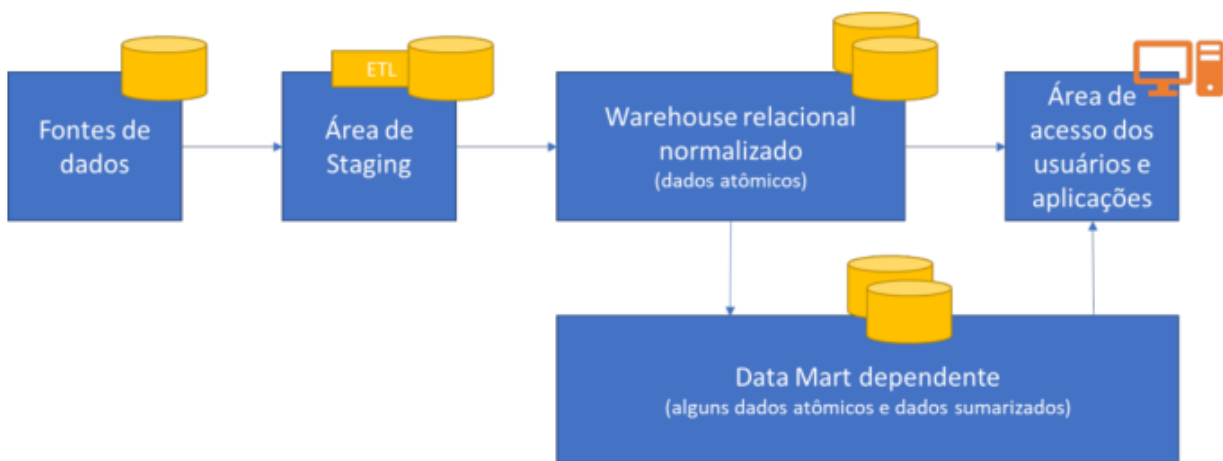 Fontes de
dados
ETL
Área de
Staging
Warehouse relacional
normalizado
(dados atômicos)
Área de
acesso dos
usuários e
aplicações
Data Mart dependente
(alguns dados atômicos e dados sumarizados)